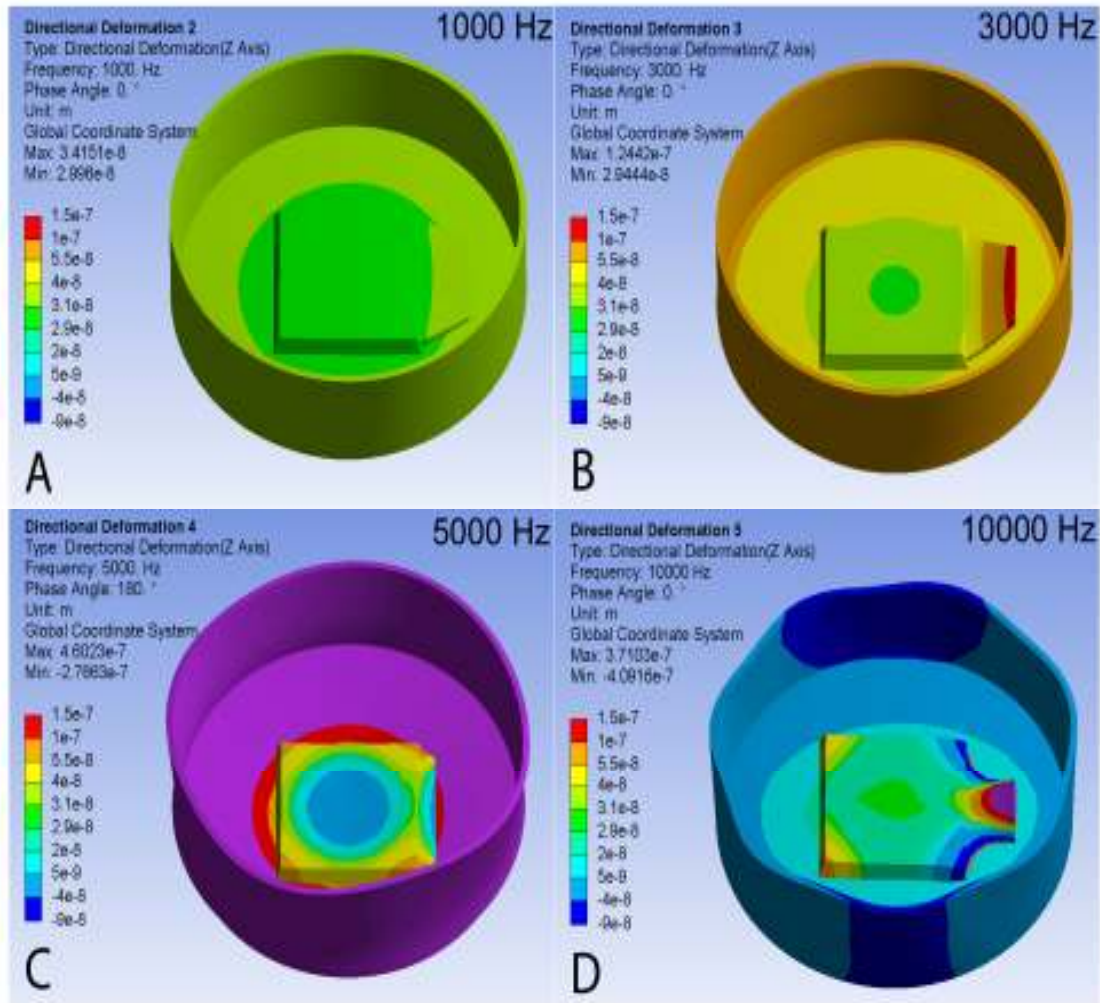 Directional Deformation 2
1000 Hz
Type: Directional Deformation(Z Axis)
Frequency: 1000. Hz
Phase Angle: 0. °
Unit: m
Global Coordinate System
Max: 3.4151e-8
Min: 2.996e-8
1.5e-7
1e-7
5.5e-8
4e-8
3.1e-8
2.9e-8
2e-8
5e-9
-4e-8
-9e-8
A
Directional Deformation 3
3000 Hz
Type: Directional Deformation(Z Axis)
Frequency: 3000. Hz
Phase Angle: 0. °
Unit: m
Global Coordinate System
Max: 1.2442e-7
Min: 2.9444e-8
1.5e-7
1e-7
5.5e-8
4e-8
3.1e-8
2.9e-8
2e-8
5e-9
-4e-8
-9e-8
B
Directional Deformation 4
5000 Hz
Type: Directional Deformation(Z Axis)
Frequency: 5000. Hz
Phase Angle: 180. °
Unit: m
Global Coordinate System
Max: 4.6023e-7
Min: -2.7863e-7
1.5e-7
1e-7
5.5e-8
4e-8
3.1e-8
2.9e-8
2e-8
5e-9
-4e-8
-9e-8
C
Directional Deformation 5
10000 Hz
Type: Directional Deformation(Z Axis)
Frequency: 10000 Hz
Phase Angle: 0. °
Unit: m
Global Coordinate System
Max: 3.7103e-7
Min: -4.0916e-7
1.5e-7
1e-7
5.5e-8
4e-8
3.1e-8
2.9e-8
2e-8
5e-9
-4e-8
-9e-8
D